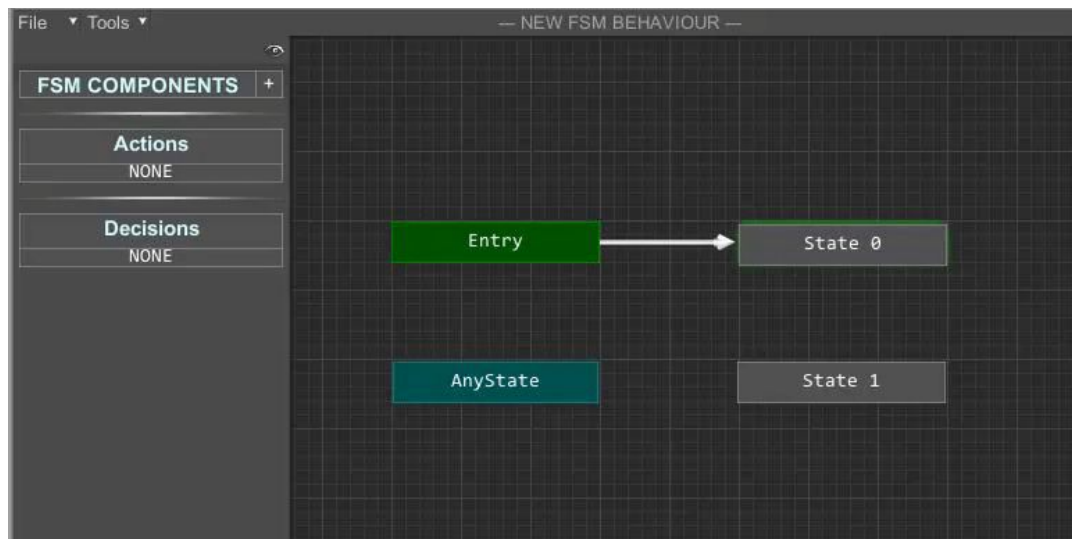 File ▼ Tools ▼
— NEW FSM BEHAVIOUR —
FSM COMPONENTS +
Actions
NONE
Decisions
NONE
Entry
State 0
AnyState
State 1